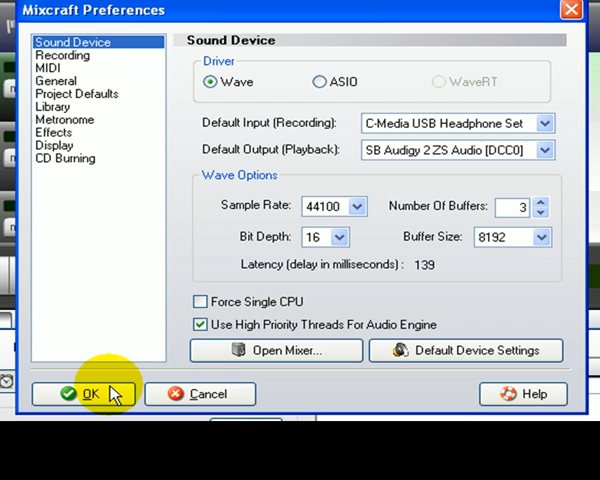 Mixcraft Preferences
Sound Device
Recording
MIDI
General
Project Defaults
Library
Metronome
Effects
Display
CD Burning
Sound Device
Driver
Wave
ASIO
WaveRT
Default Input (Recording): C-Media USB Headphone Set
Default Output (Playback): SB Audigy 2 ZS Audio [DCC0]
Wave Options
Sample Rate: 44100 Number Of Buffers: 3
Bit Depth: 16 Buffer Size: 8192
Latency (delay in milliseconds) : 139
Force Single CPU
Use High Priority Threads For Audio Engine
Open Mixer... Default Device Settings
OK Cancel Help